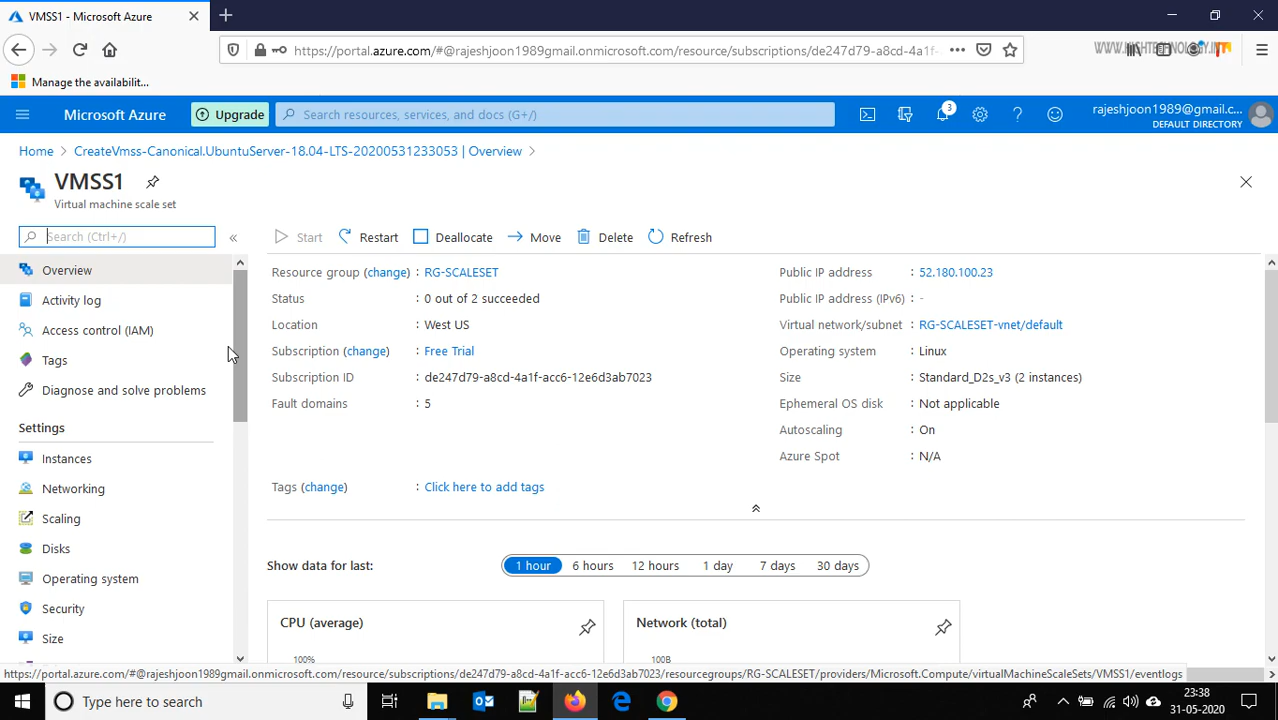 VMSS1 - Microsoft Azure
https://portal.azure.com/#@rajeshjoon1989gmail.onmicrosoft.com/resource/subscriptions/de247d79-a8cd-4a1f-
Manage the availabilit...
Microsoft Azure
Upgrade
Search resources, services, and docs (G+/)
3
rajeshjoon1989@gmail.c...
DEFAULT DIRECTORY
Home > CreateVmss-Canonical.UbuntuServer-18.04-LTS-20200531233053 | Overview >
VMSS1
Virtual machine scale set
Search (Ctrl+/)
«
Start
Restart
Deallocate
Move
Delete
Refresh
Overview
Activity log
Access control (IAM)
Tags
Diagnose and solve problems
Settings
Instances
Networking
Scaling
Disks
Operating system
Security
Size
Resource group (change) : RG-SCALESET
Status : 0 out of 2 succeeded
Location : West US
Subscription (change) : Free Trial
Subscription ID : de247d79-a8cd-4a1f-acc6-12e6d3ab7023
Fault domains : 5
Public IP address : 52.180.100.23
Public IP address (IPv6) : -
Virtual network/subnet : RG-SCALESET-vnet/default
Operating system : Linux
Size : Standard_D2s_v3 (2 instances)
Ephemeral OS disk : Not applicable
Autoscaling : On
Azure Spot : N/A
Tags (change) : Click here to add tags
Show data for last:
1 hour
6 hours
12 hours
1 day
7 days
30 days
CPU (average)
100%
Network (total)
100B
https://portal.azure.com/#@rajeshjoon1989gmail.onmicrosoft.com/resource/subscriptions/de247d79-a8cd-4a1f-acc6-12e6d3ab7023/resourcegroups/RG-SCALESET/providers/Microsoft.Compute/virtualMachineScaleSets/VMSS1/eventlogs
Type here to search
23:38
31-05-2020